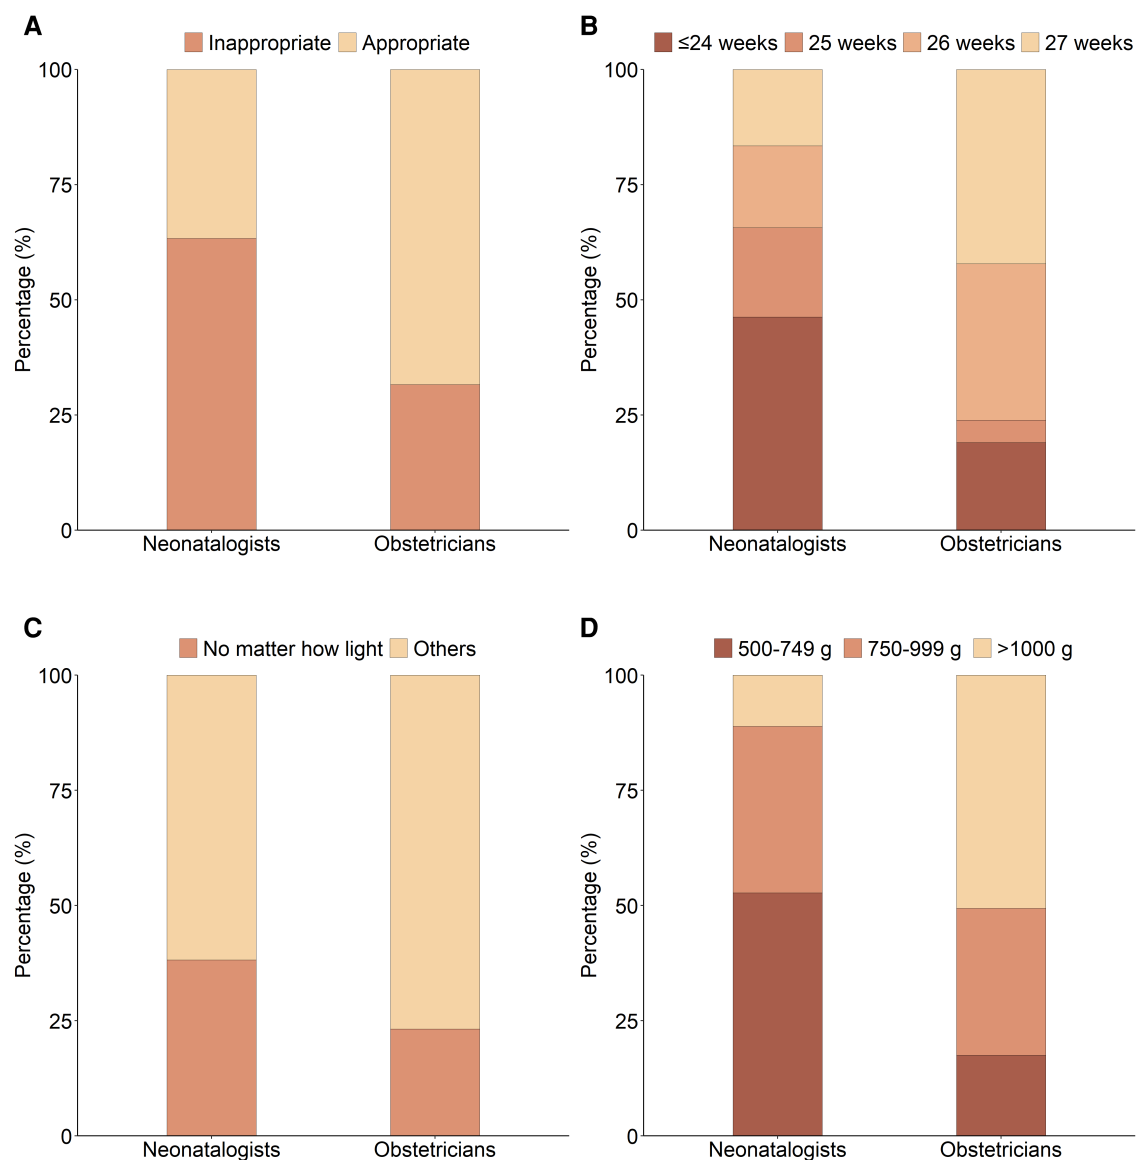 A
Inappropriate Appropriate
Percentage (%)
100
75
50
25
0
Neonatalogists Obstetricians
B
≤24 weeks 25 weeks 26 weeks 27 weeks
Percentage (%)
100
75
50
25
0
Neonatalogists Obstetricians
C
No matter how light Others
Percentage (%)
100
75
50
25
0
Neonatalogists Obstetricians
D
500-749 g 750-999 g >1000 g
Percentage (%)
100
75
50
25
0
Neonatalogists Obstetricians